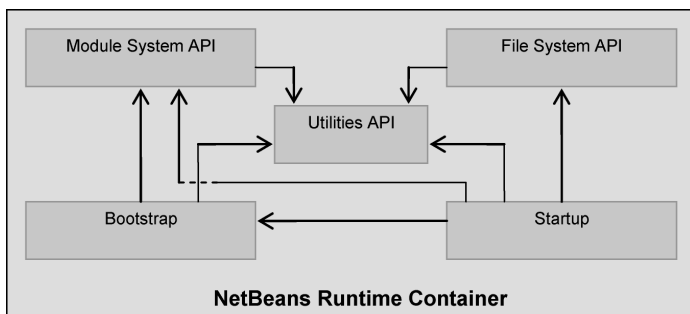 Module System API
File System API
Utilities API
Bootstrap
Startup
NetBeans Runtime Container